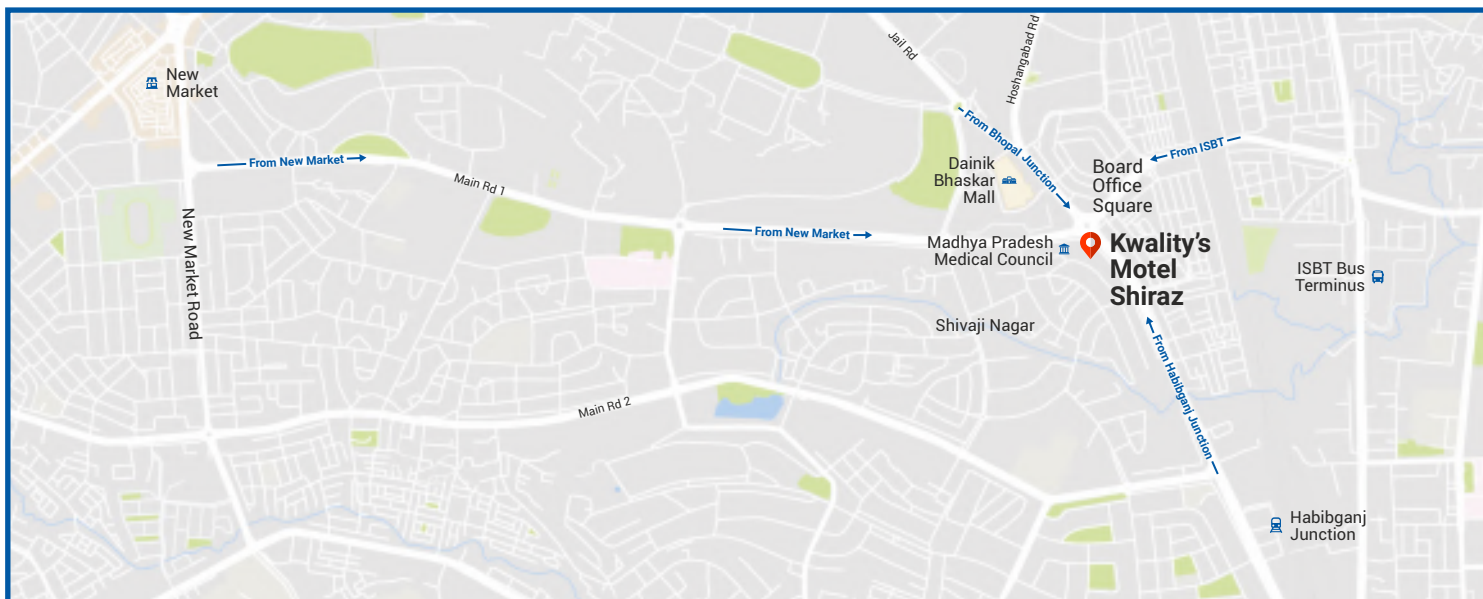 Jail Rd
Hoshangabad Rd
New
Market
From New Market
Main Rd 1
From Bhopal Junction
From ISBT
Dainik
Bhaskar
Mall
Board
Office
Square
New Market Road
From New Market
Madhya Pradesh
Medical Council
Kwality’s
Motel
Shiraz
ISBT Bus
Terminus
Shivaji Nagar
From Habibganj Junction
Main Rd 2
Habibganj
Junction